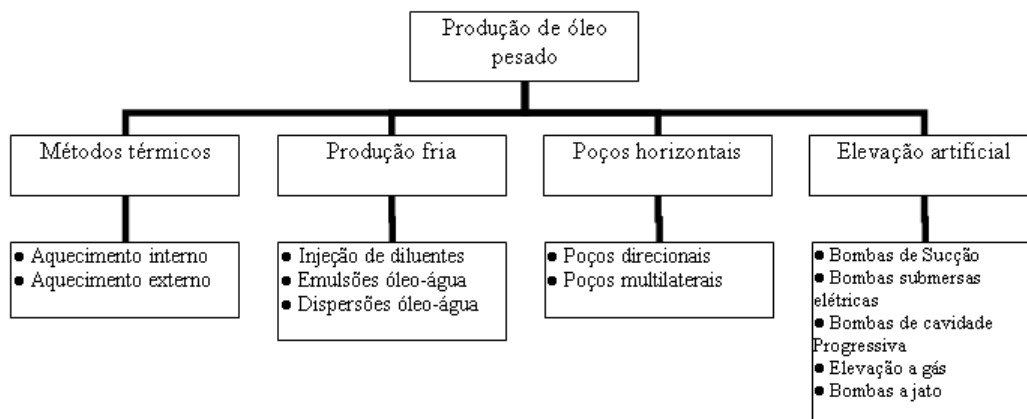 Produção de óleo
pesado
Métodos térmicos
Produção fria
Poços horizontais
Elevação artificial
● Aquecimento interno
● Aquecimento externo
● Injeção de diluentes
● Emulsões óleo-água
● Dispersões óleo-água
● Poços direcionais
● Poços multilaterais
● Bombas de Sucção
● Bombas submersas
elétricas
● Bombas de cavidade
Progressiva
● Elevação a gás
● Bombas a jato